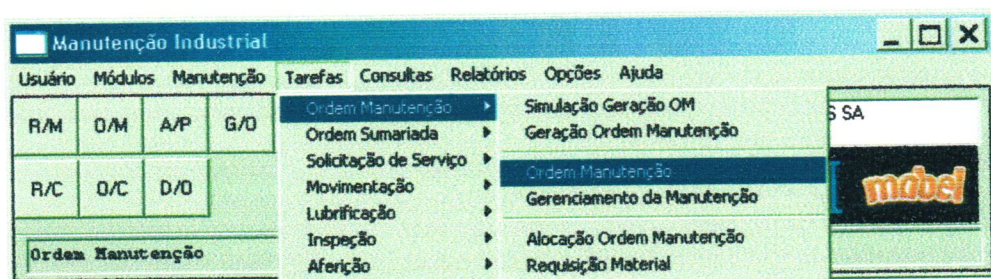 Manutenção Industrial
Usuário Módulos Manutenção Tarefas Consultas Relatórios Opções Ajuda
R/M O/M A/P G/O
R/C O/C D/O
Ordem Manutenção
Ordem Manutenção
Ordem Sumariada
Solicitação de Serviço
Movimentação
Lubrificação
Inspeção
Aferição
Simulação Geração OM
Geração Ordem Manutenção
Ordem Manutenção
Gerenciamento da Manutenção
Alocação Ordem Manutenção
Requisição Material
S SA
mabel